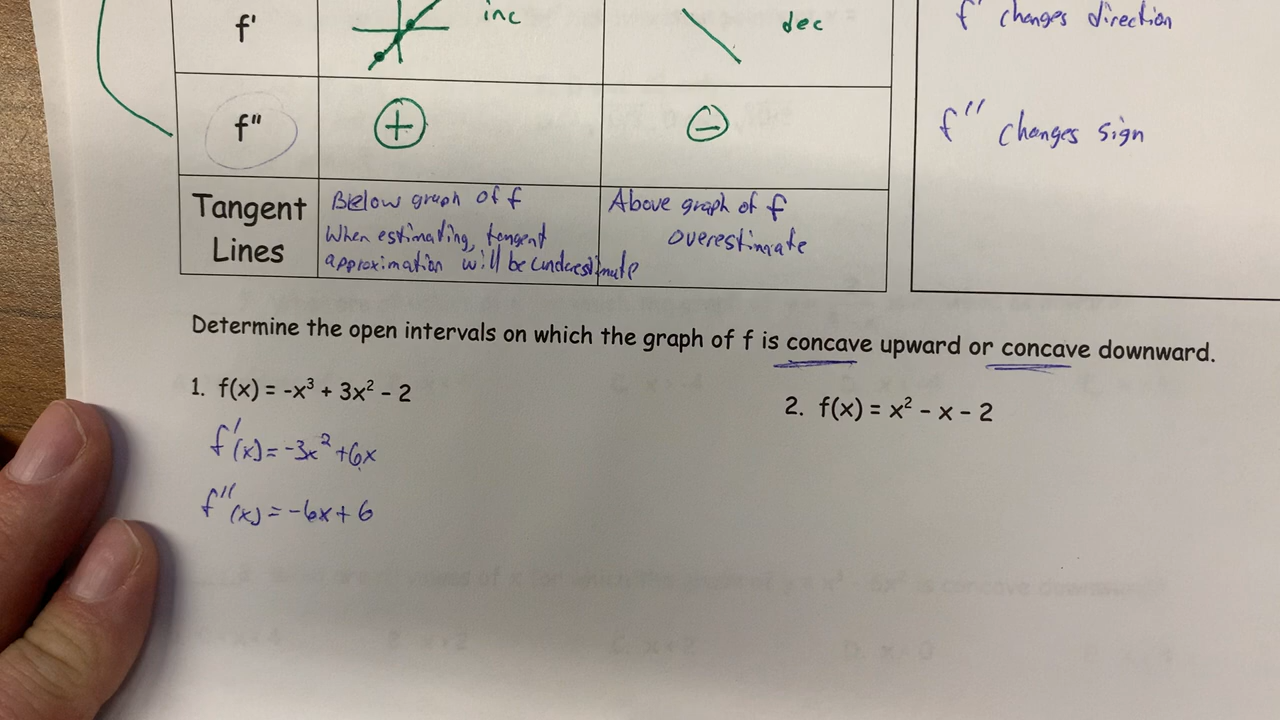 f' inc dec f' changes direction
f" + − f'' changes sign
Tangent Lines
Below graph of f
When estimating, tangent
approximation will be underestimate
Above graph of f
overestimate
Determine the open intervals on which the graph of f is concave upward or concave downward.
1. f(x) = -x³ + 3x² - 2
f'(x) = -3x² + 6x
f''(x) = -6x + 6
2. f(x) = x² - x - 2